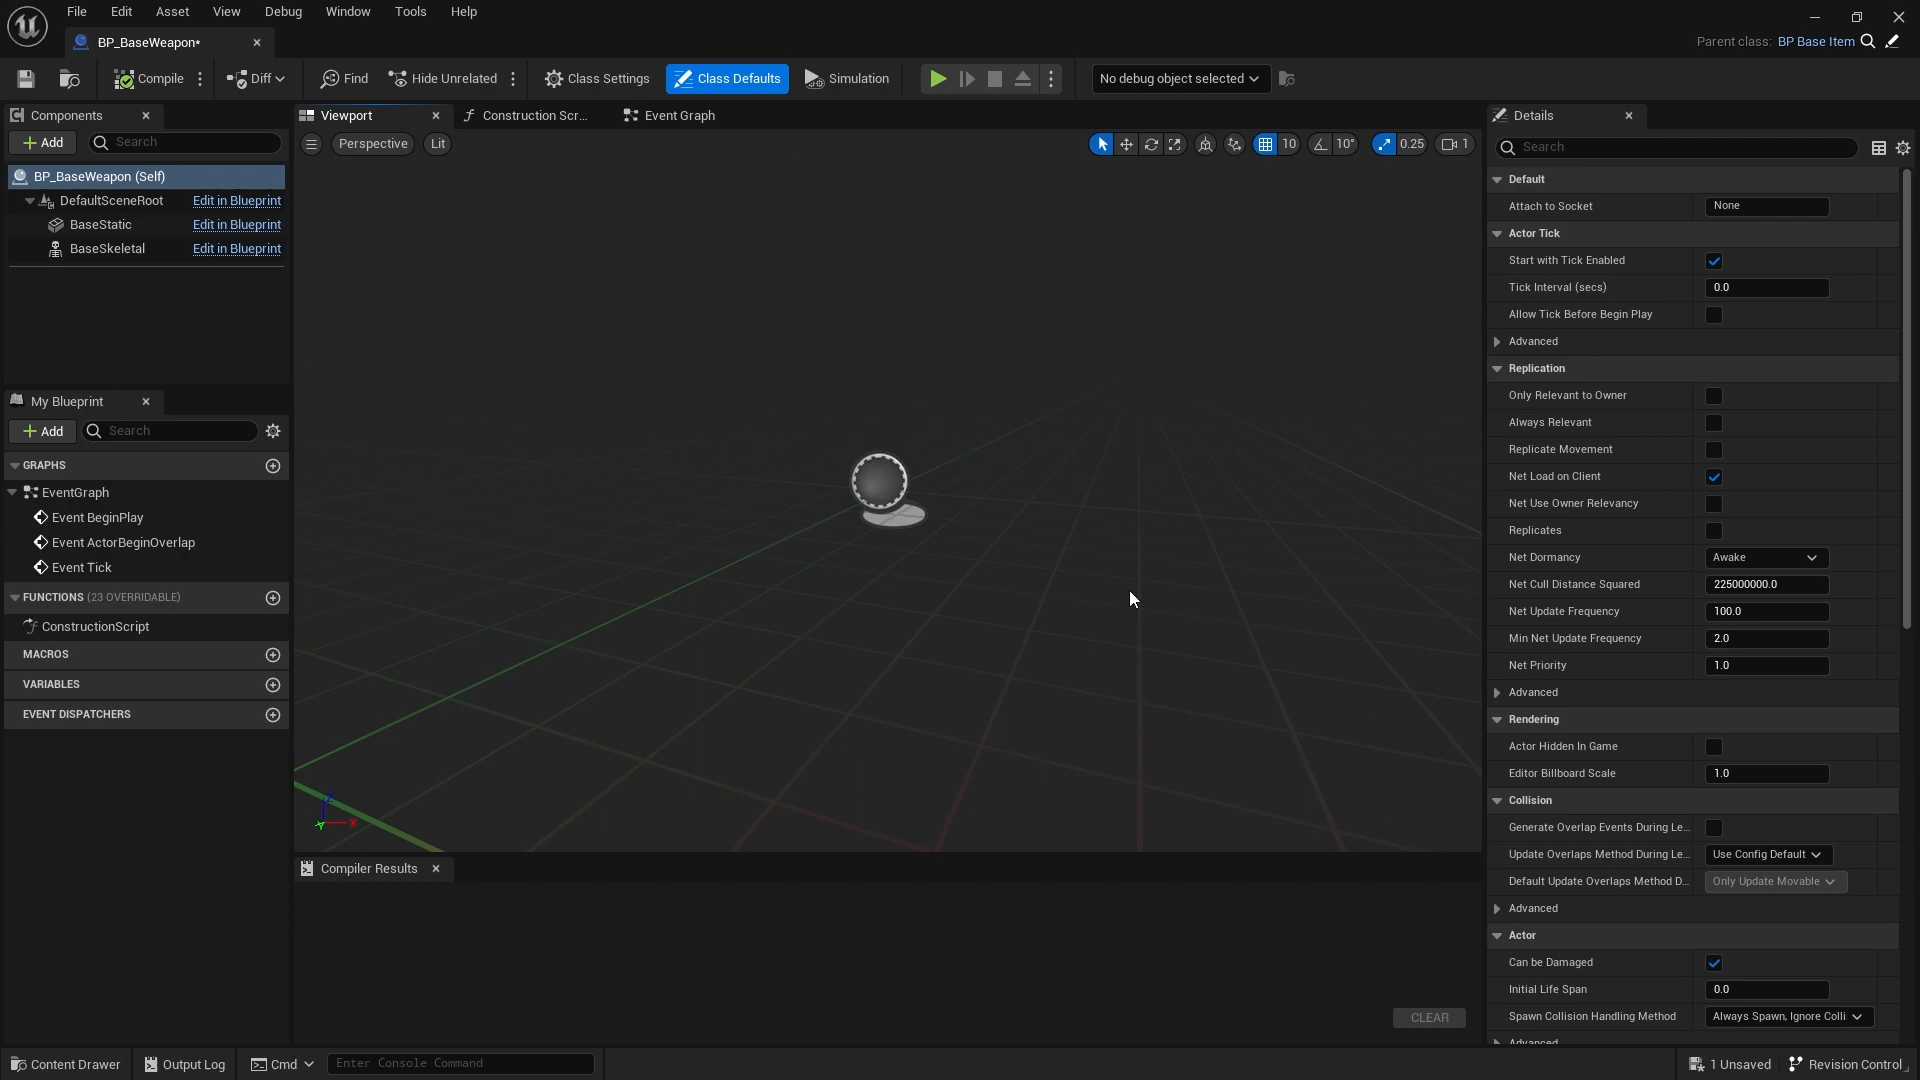 File Edit Asset View Debug Window Tools Help
BP_BaseWeapon*
Parent class: BP Base Item
Compile Diff Find Hide Unrelated Class Settings Class Defaults Simulation No debug object selected
Components
Add Search
BP_BaseWeapon (Self)
DefaultSceneRoot Edit in Blueprint
BaseStatic Edit in Blueprint
BaseSkeletal Edit in Blueprint
My Blueprint
Add Search
GRAPHS
EventGraph
Event BeginPlay
Event ActorBeginOverlap
Event Tick
FUNCTIONS (23 OVERRIDABLE)
ConstructionScript
MACROS
VARIABLES
EVENT DISPATCHERS
Viewport Construction Scr... Event Graph
Perspective Lit 10 10° 0.25 1
Z
Y X
Compiler Results
CLEAR
Details
Search
Default
Attach to Socket None
Actor Tick
Start with Tick Enabled
Tick Interval (secs) 0.0
Allow Tick Before Begin Play
Advanced
Replication
Only Relevant to Owner
Always Relevant
Replicate Movement
Net Load on Client
Net Use Owner Relevancy
Replicates
Net Dormancy Awake
Net Cull Distance Squared 225000000.0
Net Update Frequency 100.0
Min Net Update Frequency 2.0
Net Priority 1.0
Advanced
Rendering
Actor Hidden In Game
Editor Billboard Scale 1.0
Collision
Generate Overlap Events During Le...
Update Overlaps Method During Le... Use Config Default
Default Update Overlaps Method D... Only Update Movable
Advanced
Actor
Can be Damaged
Initial Life Span 0.0
Spawn Collision Handling Method Always Spawn, Ignore Colli
Advanced
Content Drawer Output Log Cmd Enter Console Command 1 Unsaved Revision Control